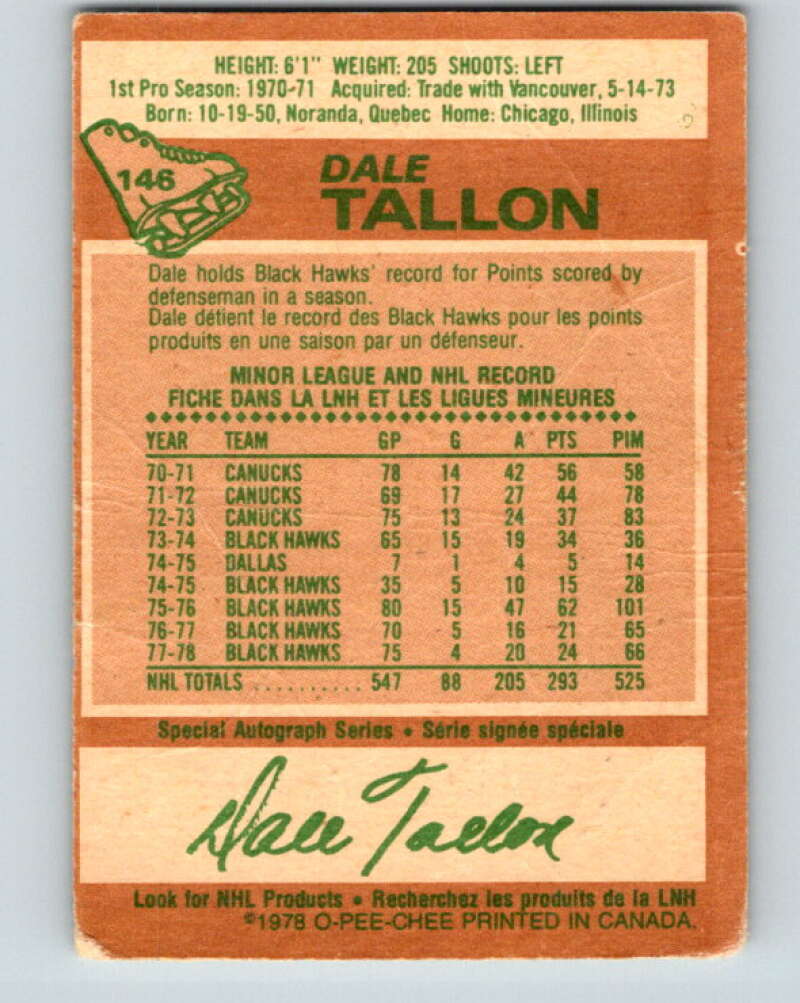 HEIGHT: 6'1" WEIGHT: 205 SHOOTS: LEFT
1st Pro Season: 1970-71 Acquired: Trade with Vancouver, 5-14-73
Born: 10-19-50, Noranda, Quebec Home: Chicago, Illinois
146
DALE
TALLON
Dale holds Black Hawks' record for Points scored by
defenseman in a season.
Dale détient le record des Black Hawks pour les points
produits en une saison par un défenseur.
MINOR LEAGUE AND NHL RECORD
FICHE DANS LA LNH ET LES LIGUES MINEURES
YEAR TEAM GP G A PTS PIM
70-71 CANUCKS 78 14 42 56 58
71-72 CANUCKS 69 17 27 44 78
72-73 CANUCKS 75 13 24 37 83
73-74 BLACK HAWKS 65 15 19 34 36
74-75 DALLAS 7 1 4 5 14
74-75 BLACK HAWKS 35 5 10 15 28
75-76 BLACK HAWKS 80 15 47 62 101
76-77 BLACK HAWKS 70 5 16 21 65
77-78 BLACK HAWKS 75 4 20 24 66
NHL TOTALS ........... 547 88 205 293 525
Special Autograph Series • Série signée spéciale
Dale Tallon
Look for NHL Products • Recherchez les produits de la LNH
©1978 O-PEE-CHEE PRINTED IN CANADA.